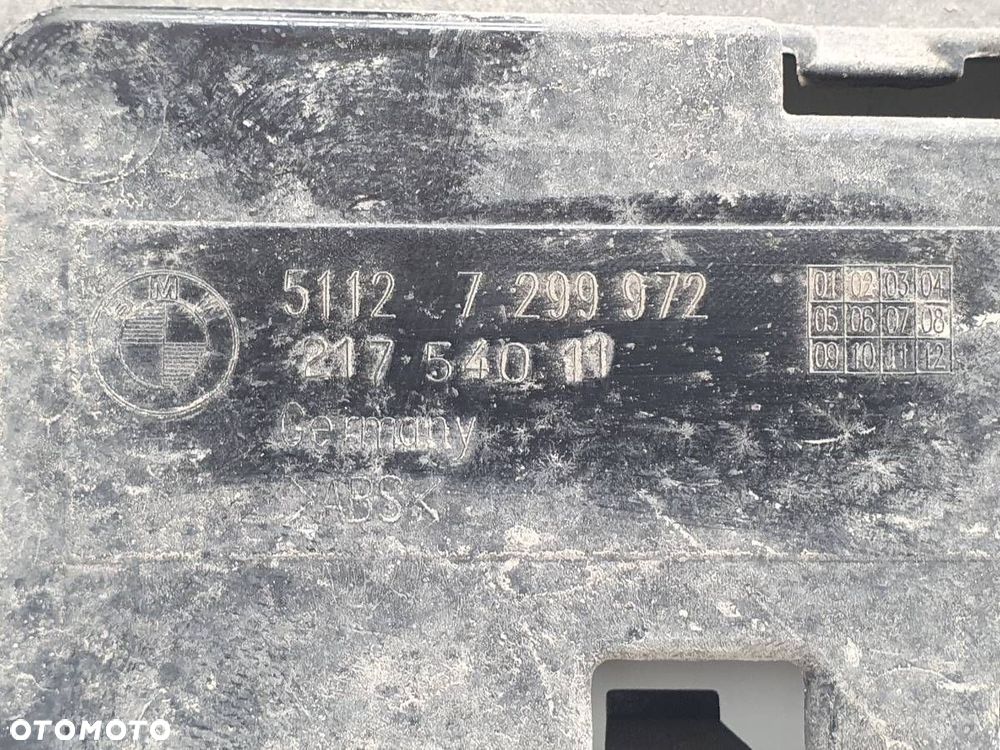 BMW
5112 7 299 972
217 540 11
Germany
>ABS<
01 02 03 04
05 06 07 08
09 10 11 12
OTOMOTO